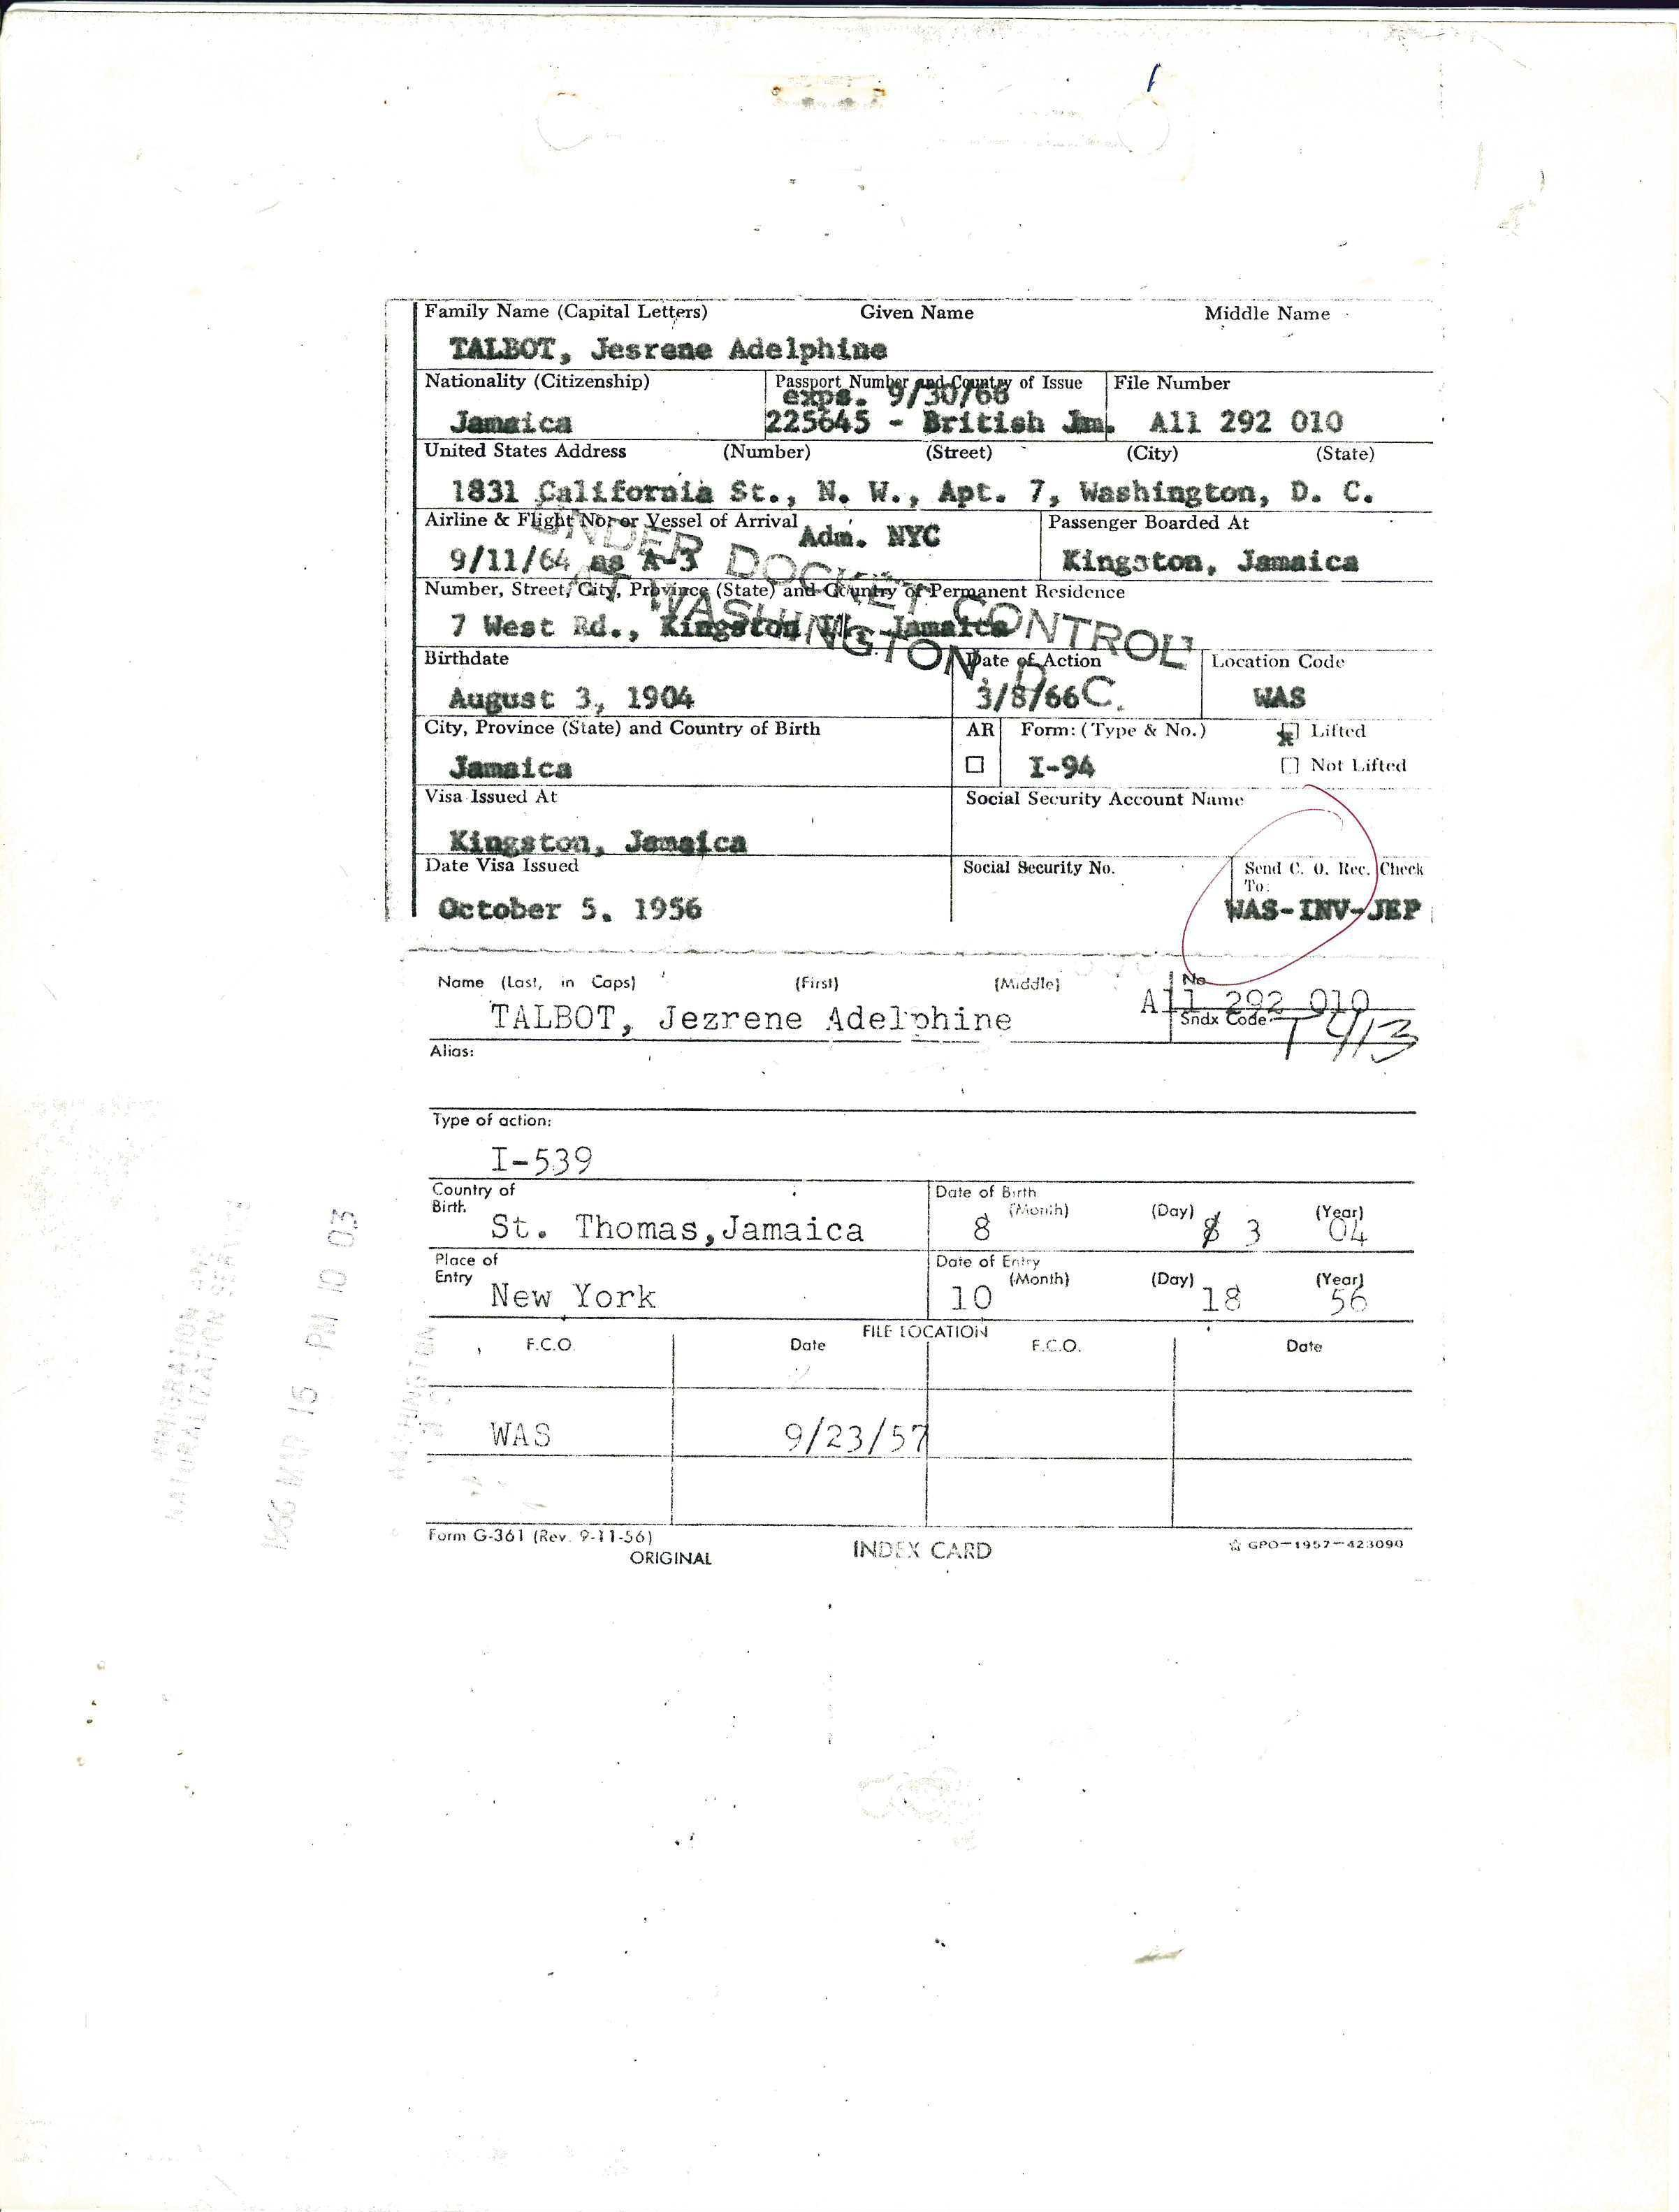 Family Name (Capital Letters) Given Name Middle Name
TALBOT, Jesrene Adelphine
Nationality (Citizenship) Passport Number and Country of Issue File Number
exps. 9/30/66
Jamaica 225645 - British Jm. A11 292 010
United States Address (Number) (Street) (City) (State)
1831 California St., N. W., Apt. 7, Washington, D. C.
Airline & Flight No. or Vessel of Arrival Passenger Boarded At
Adm. NYC
9/11/64 as A-3 Kingston, Jamaica
UNDER DOCKET CONTROL
AT WASHINGTON, D. C.
Number, Street, City, Province (State) and Country of Permanent Residence
7 West Rd., Kingston Jamaica
Birthdate Date of Action Location Code
August 3, 1904 3/8/66 WAS
City, Province (State) and Country of Birth AR Form: (Type & No.) Lifted
Jamaica I-94 Not Lifted
Visa Issued At Social Security Account Name
Kingston, Jamaica
Date Visa Issued Social Security No. Send C. O. Rec. Check
To:
October 5, 1956 WAS-INV-JEP
Name (Last, in Caps) (First) (Middle) No.
TALBOT, Jezrene Adelphine A11 292 010
Sndx Code T 413
Alias:
Type of action:
I-539
Country of Birth Date of Birth (Month) (Day) (Year)
St. Thomas, Jamaica 8 3 04
Place of Entry Date of Entry (Month) (Day) (Year)
New York 10 18 56
FILE LOCATION
F.C.O. Date F.C.O. Date
WAS 9/23/57
Form G-361 (Rev. 9-11-56)
ORIGINAL INDEX CARD GPO-1957-423090
IMMIGRATION AND
NATURALIZATION SERVICE
1966 MAR 15 PM 10 03
WASHINGTON